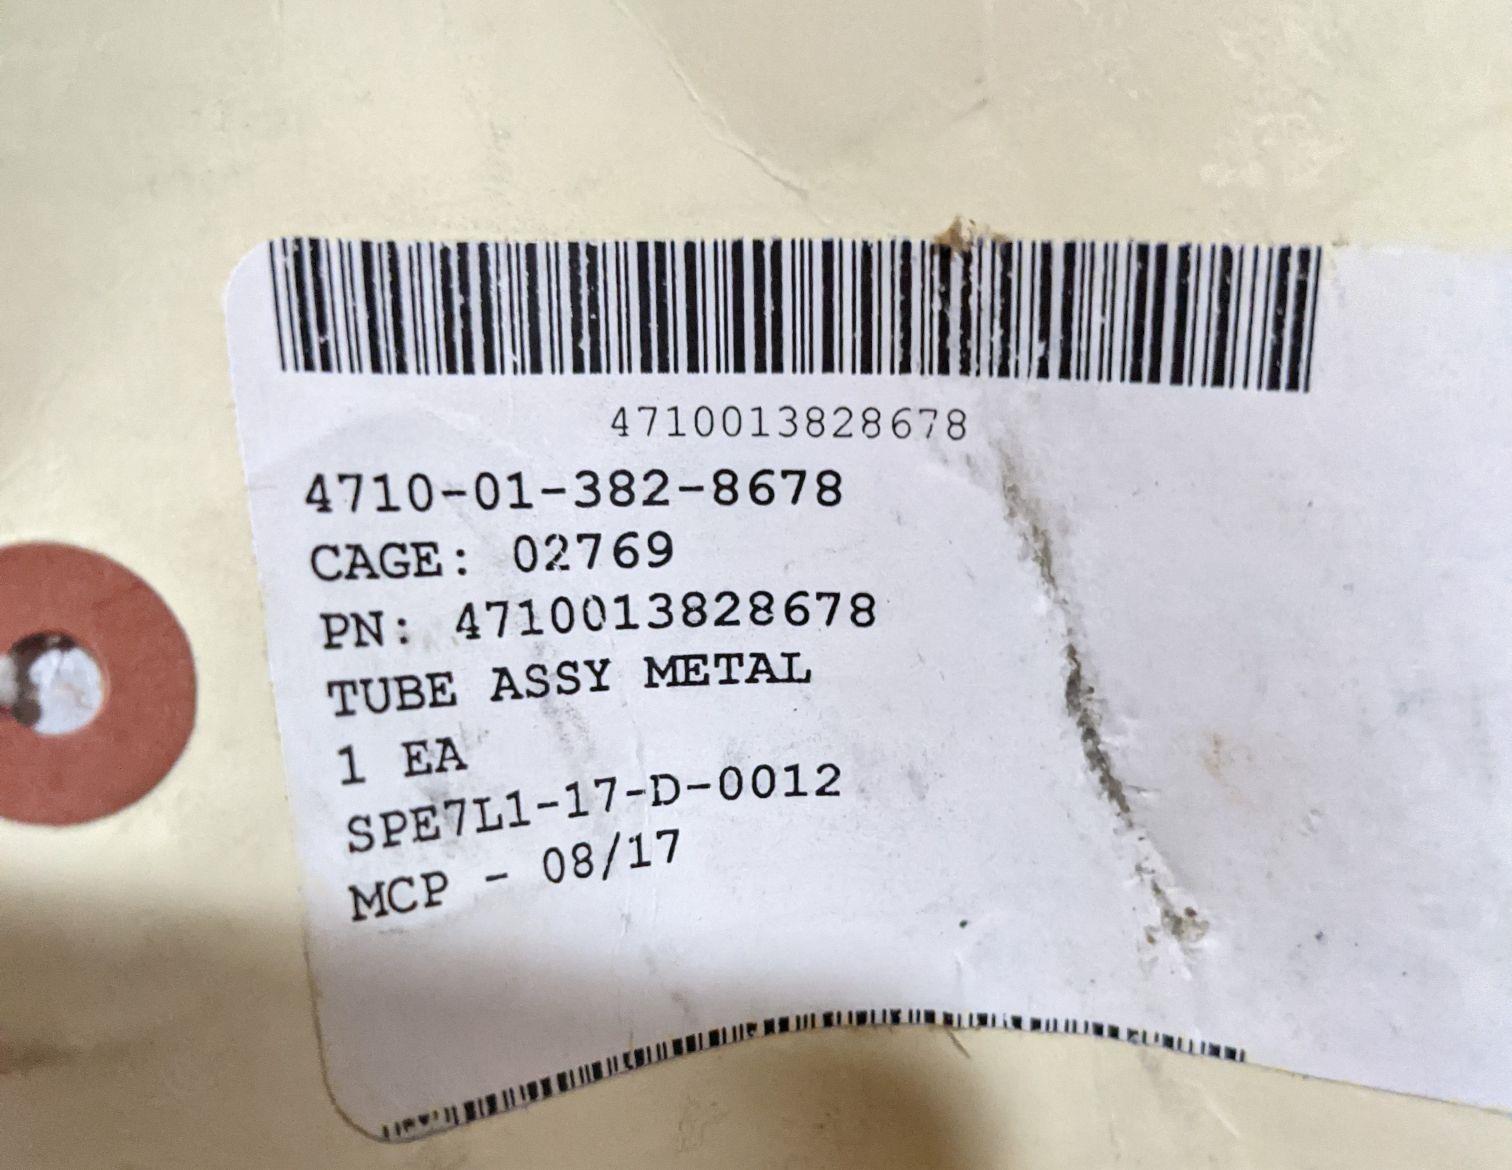 4710013828678
4710-01-382-8678
CAGE: 02769
PN: 4710013828678
TUBE ASSY METAL
1 EA
SPE7L1-17-D-0012
MCP - 08/17